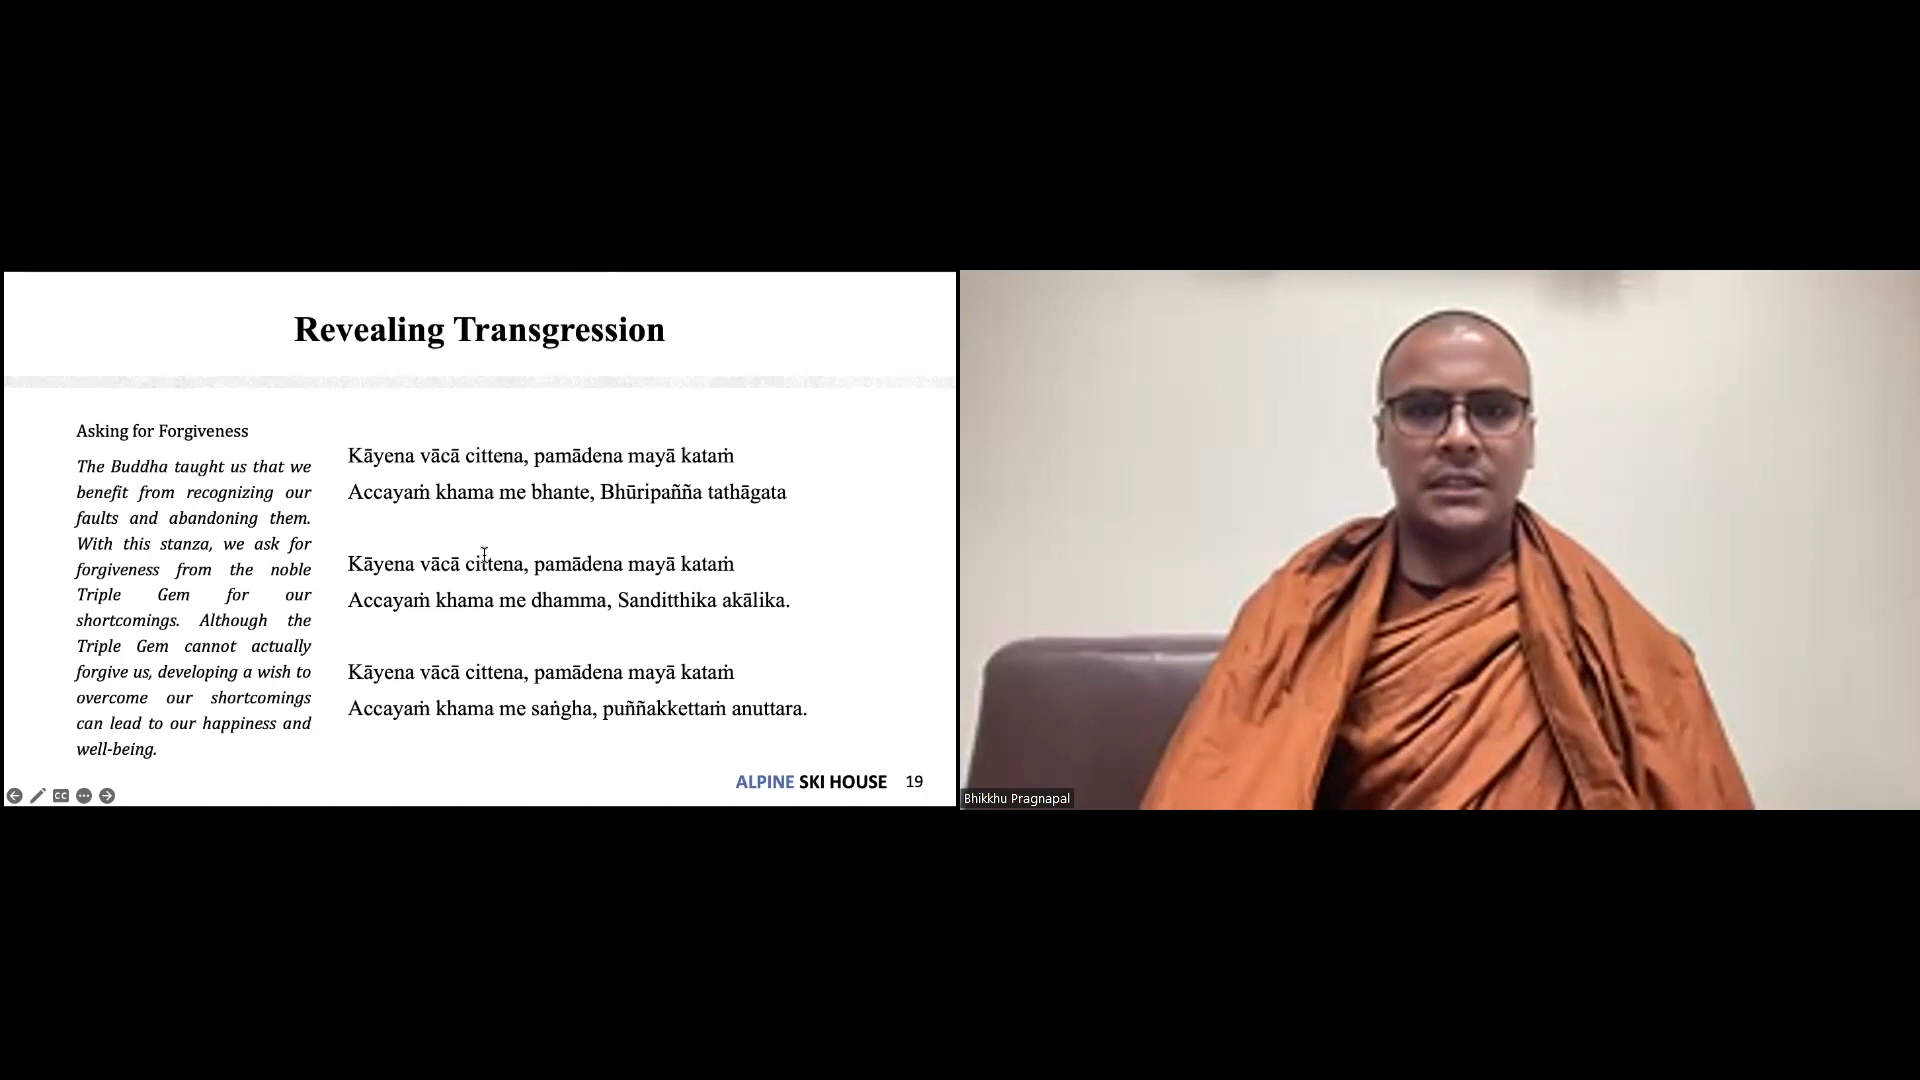 Revealing Transgression
Asking for Forgiveness
The Buddha taught us that we
benefit from recognizing our
faults and abandoning them.
With this stanza, we ask for
forgiveness from the noble
Triple Gem for our
shortcomings. Although the
Triple Gem cannot actually
forgive us, developing a wish to
overcome our shortcomings
can lead to our happiness and
well-being.
Kāyena vācā cittena, pamādena mayā kataṁ
Accayaṁ khama me bhante, Bhūripañña tathāgata
Kāyena vācā cittena, pamādena mayā kataṁ
Accayaṁ khama me dhamma, Sanditthika akālika.
Kāyena vācā cittena, pamādena mayā kataṁ
Accayaṁ khama me saṅgha, puññakkettaṁ anuttara.
ALPINE SKI HOUSE 19
CC
Bhikkhu Pragnapal